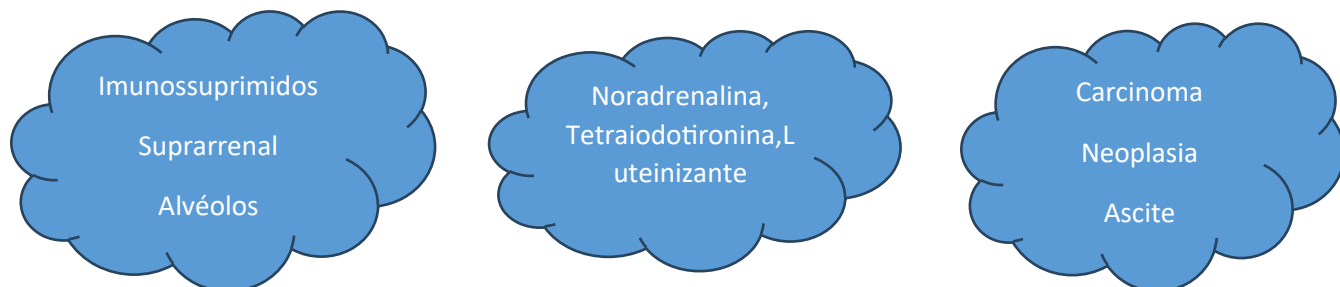 Imunossuprimidos
Suprarrenal
Alvéolos
Noradrenalina,
Tetraiodotironina,L
uteinizante
Carcinoma
Neoplasia
Ascite